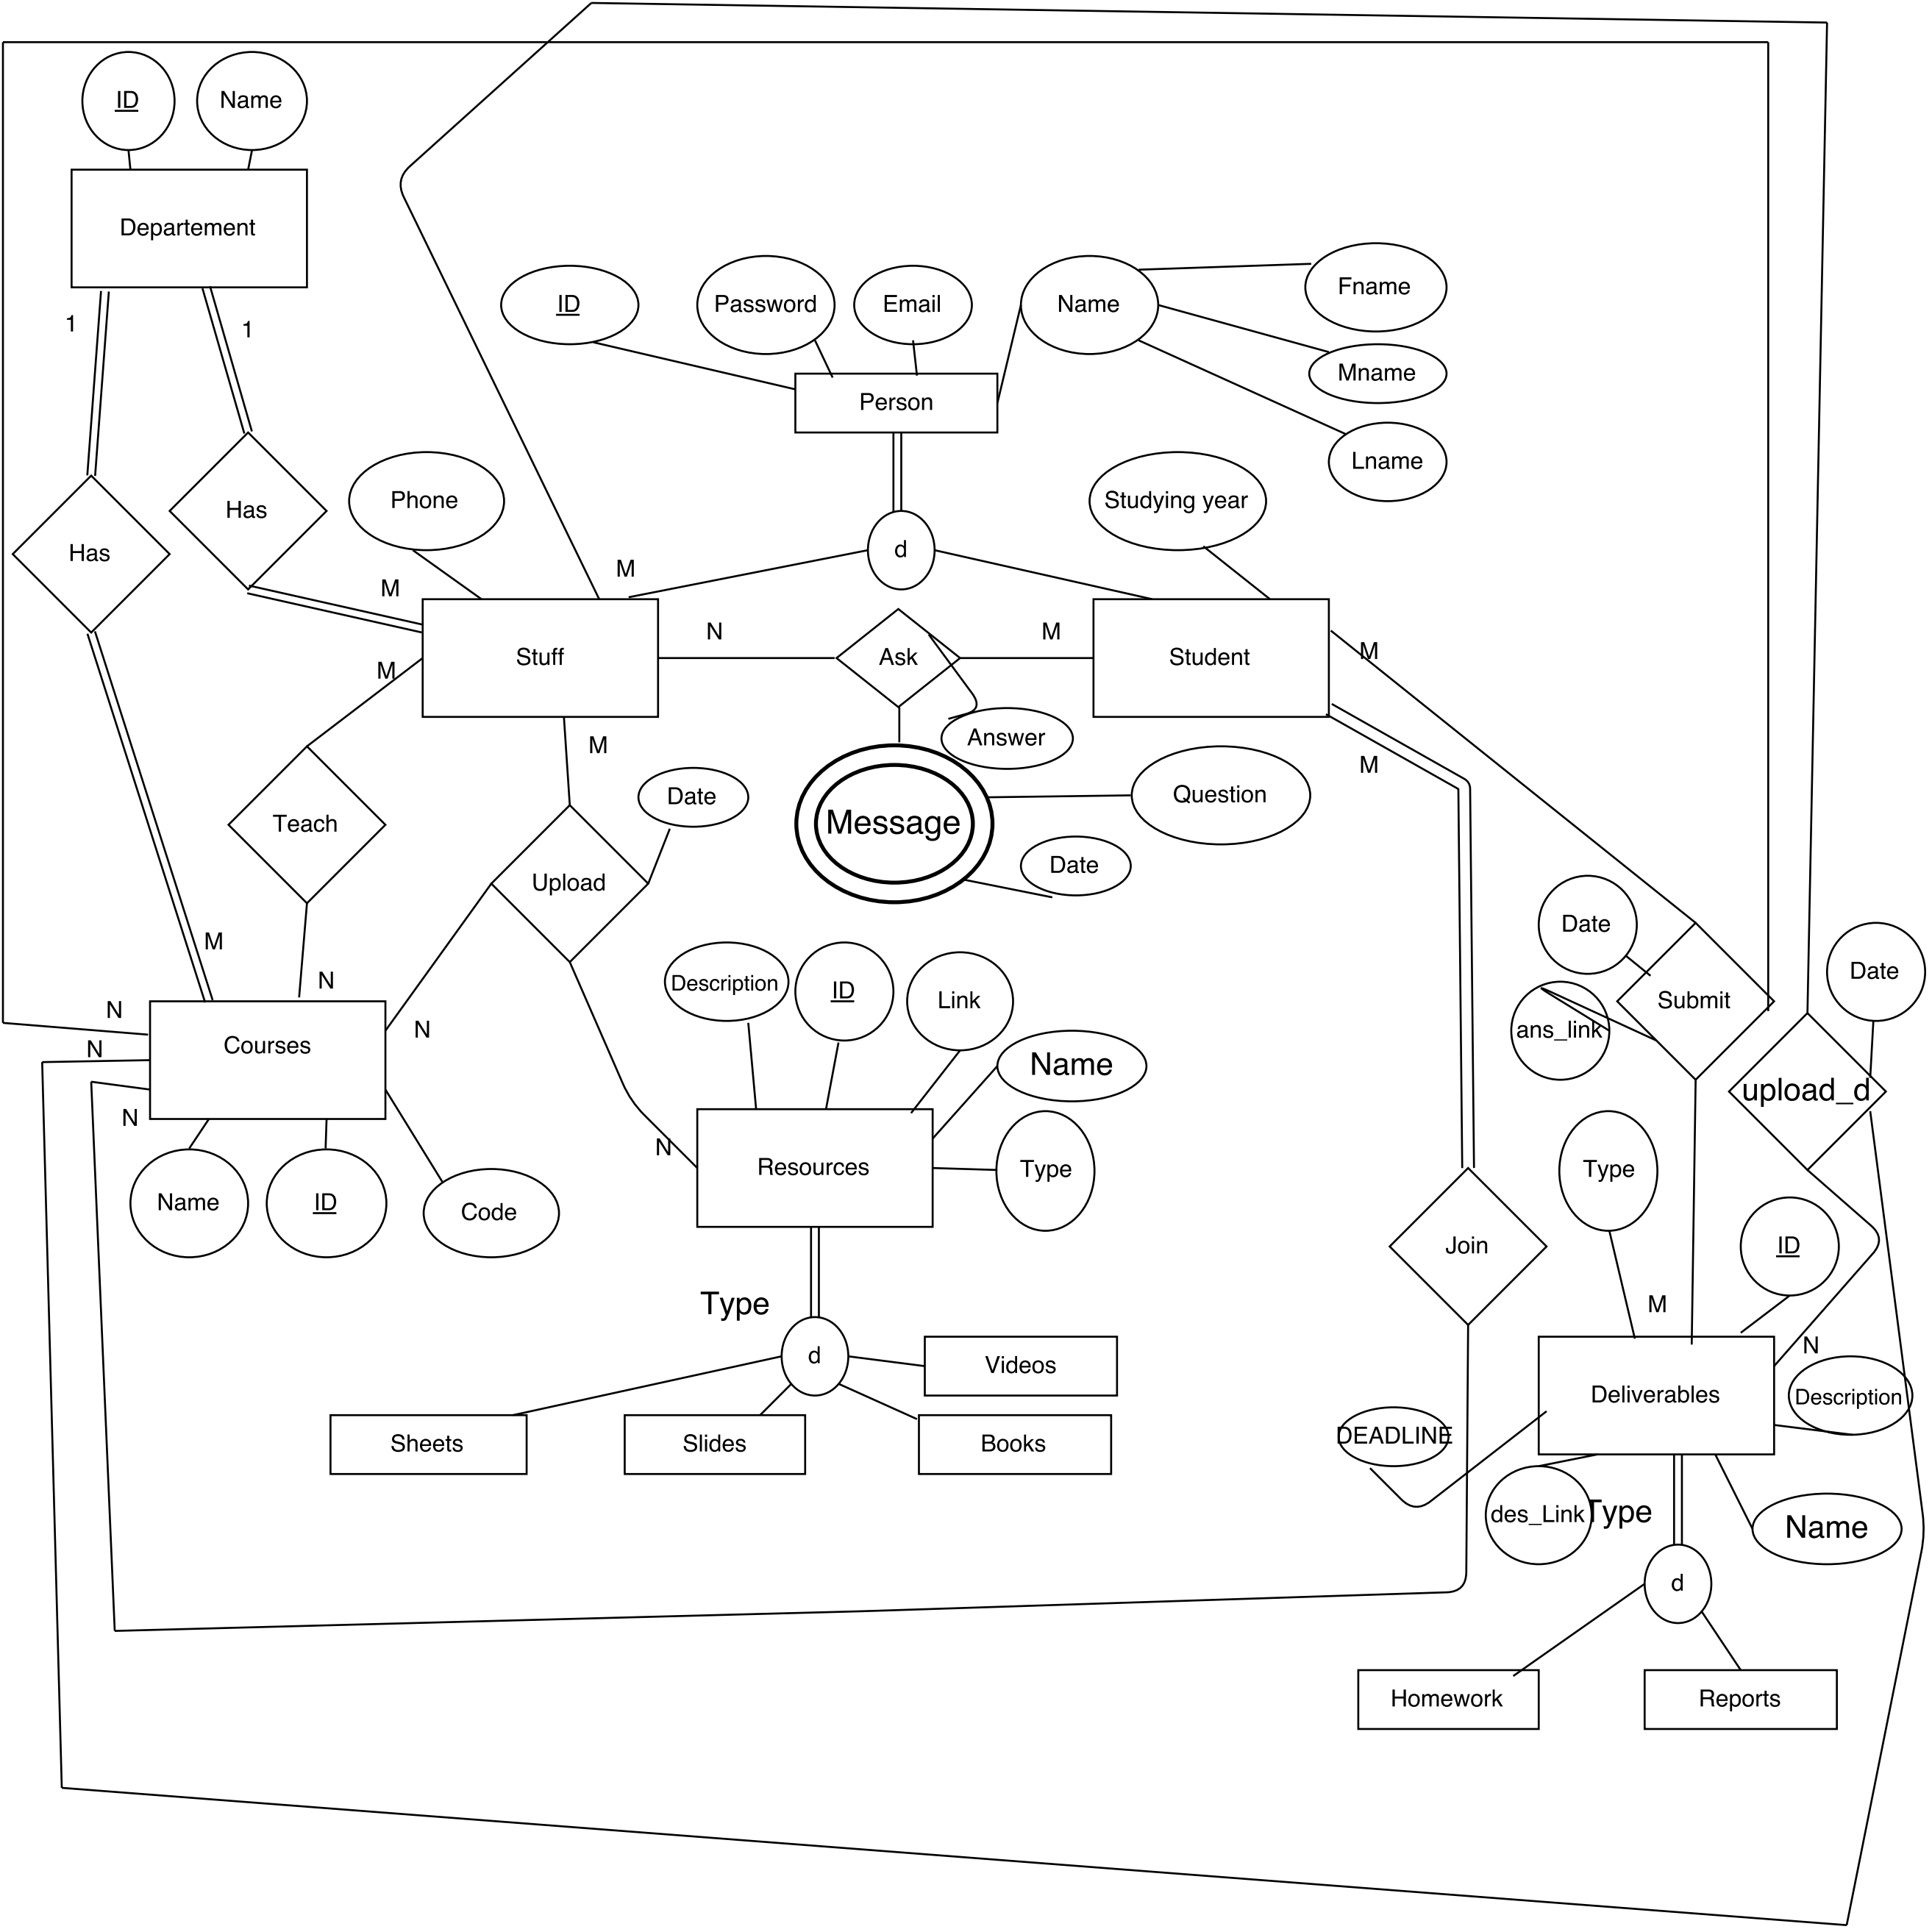 ID
Name
Departement
1
1
ID
Password
Email
Name
Fname
Mname
Lname
Person
Has
Has
Phone
Studying year
d
M
M
Stuff
N
Ask
M
Student
M
M
Answer
M
M
Teach
Date
Message
Question
Date
Upload
Date
Submit
ans_link
Date
upload_d
M
N
N
N
N
N
Courses
Description
ID
Link
Name
Type
Resources
N
Name
ID
Code
Join
Type
ID
M
N
Type
d
Videos
Sheets
Slides
Books
Deliverables
Description
DEADLINE
des_Link
Type
Name
d
Homework
Reports